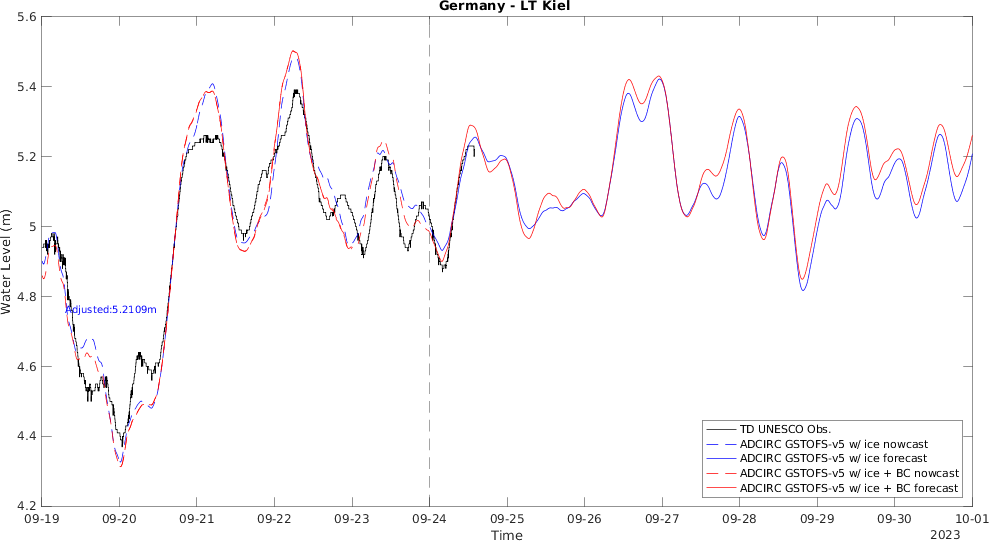 Germany - LT Kiel
5.6
5.4
5.2
5
4.8
4.6
4.4
4.2
Water Level (m)
Adjusted:5.2109m
TD UNESCO Obs.
ADCIRC GSTOFS-v5 w/ ice nowcast
ADCIRC GSTOFS-v5 w/ ice forecast
ADCIRC GSTOFS-v5 w/ ice + BC nowcast
ADCIRC GSTOFS-v5 w/ ice + BC forecast
09-19 09-20 09-21 09-22 09-23 09-24 09-25 09-26 09-27 09-28 09-29 09-30 10-01
Time
2023